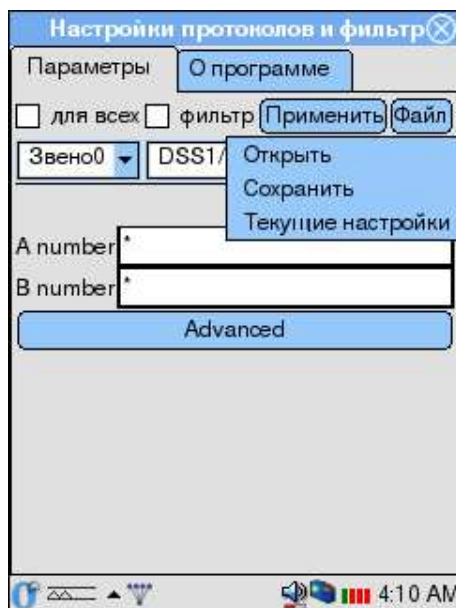 Настройки протоколов и фильтр
Параметры
О программе
для всех
фильтр
Применить
Файл
Звено0
DSS1/
Открыть
Сохранить
Текущие настройки
A number
*
B number
*
Advanced
4:10 AM